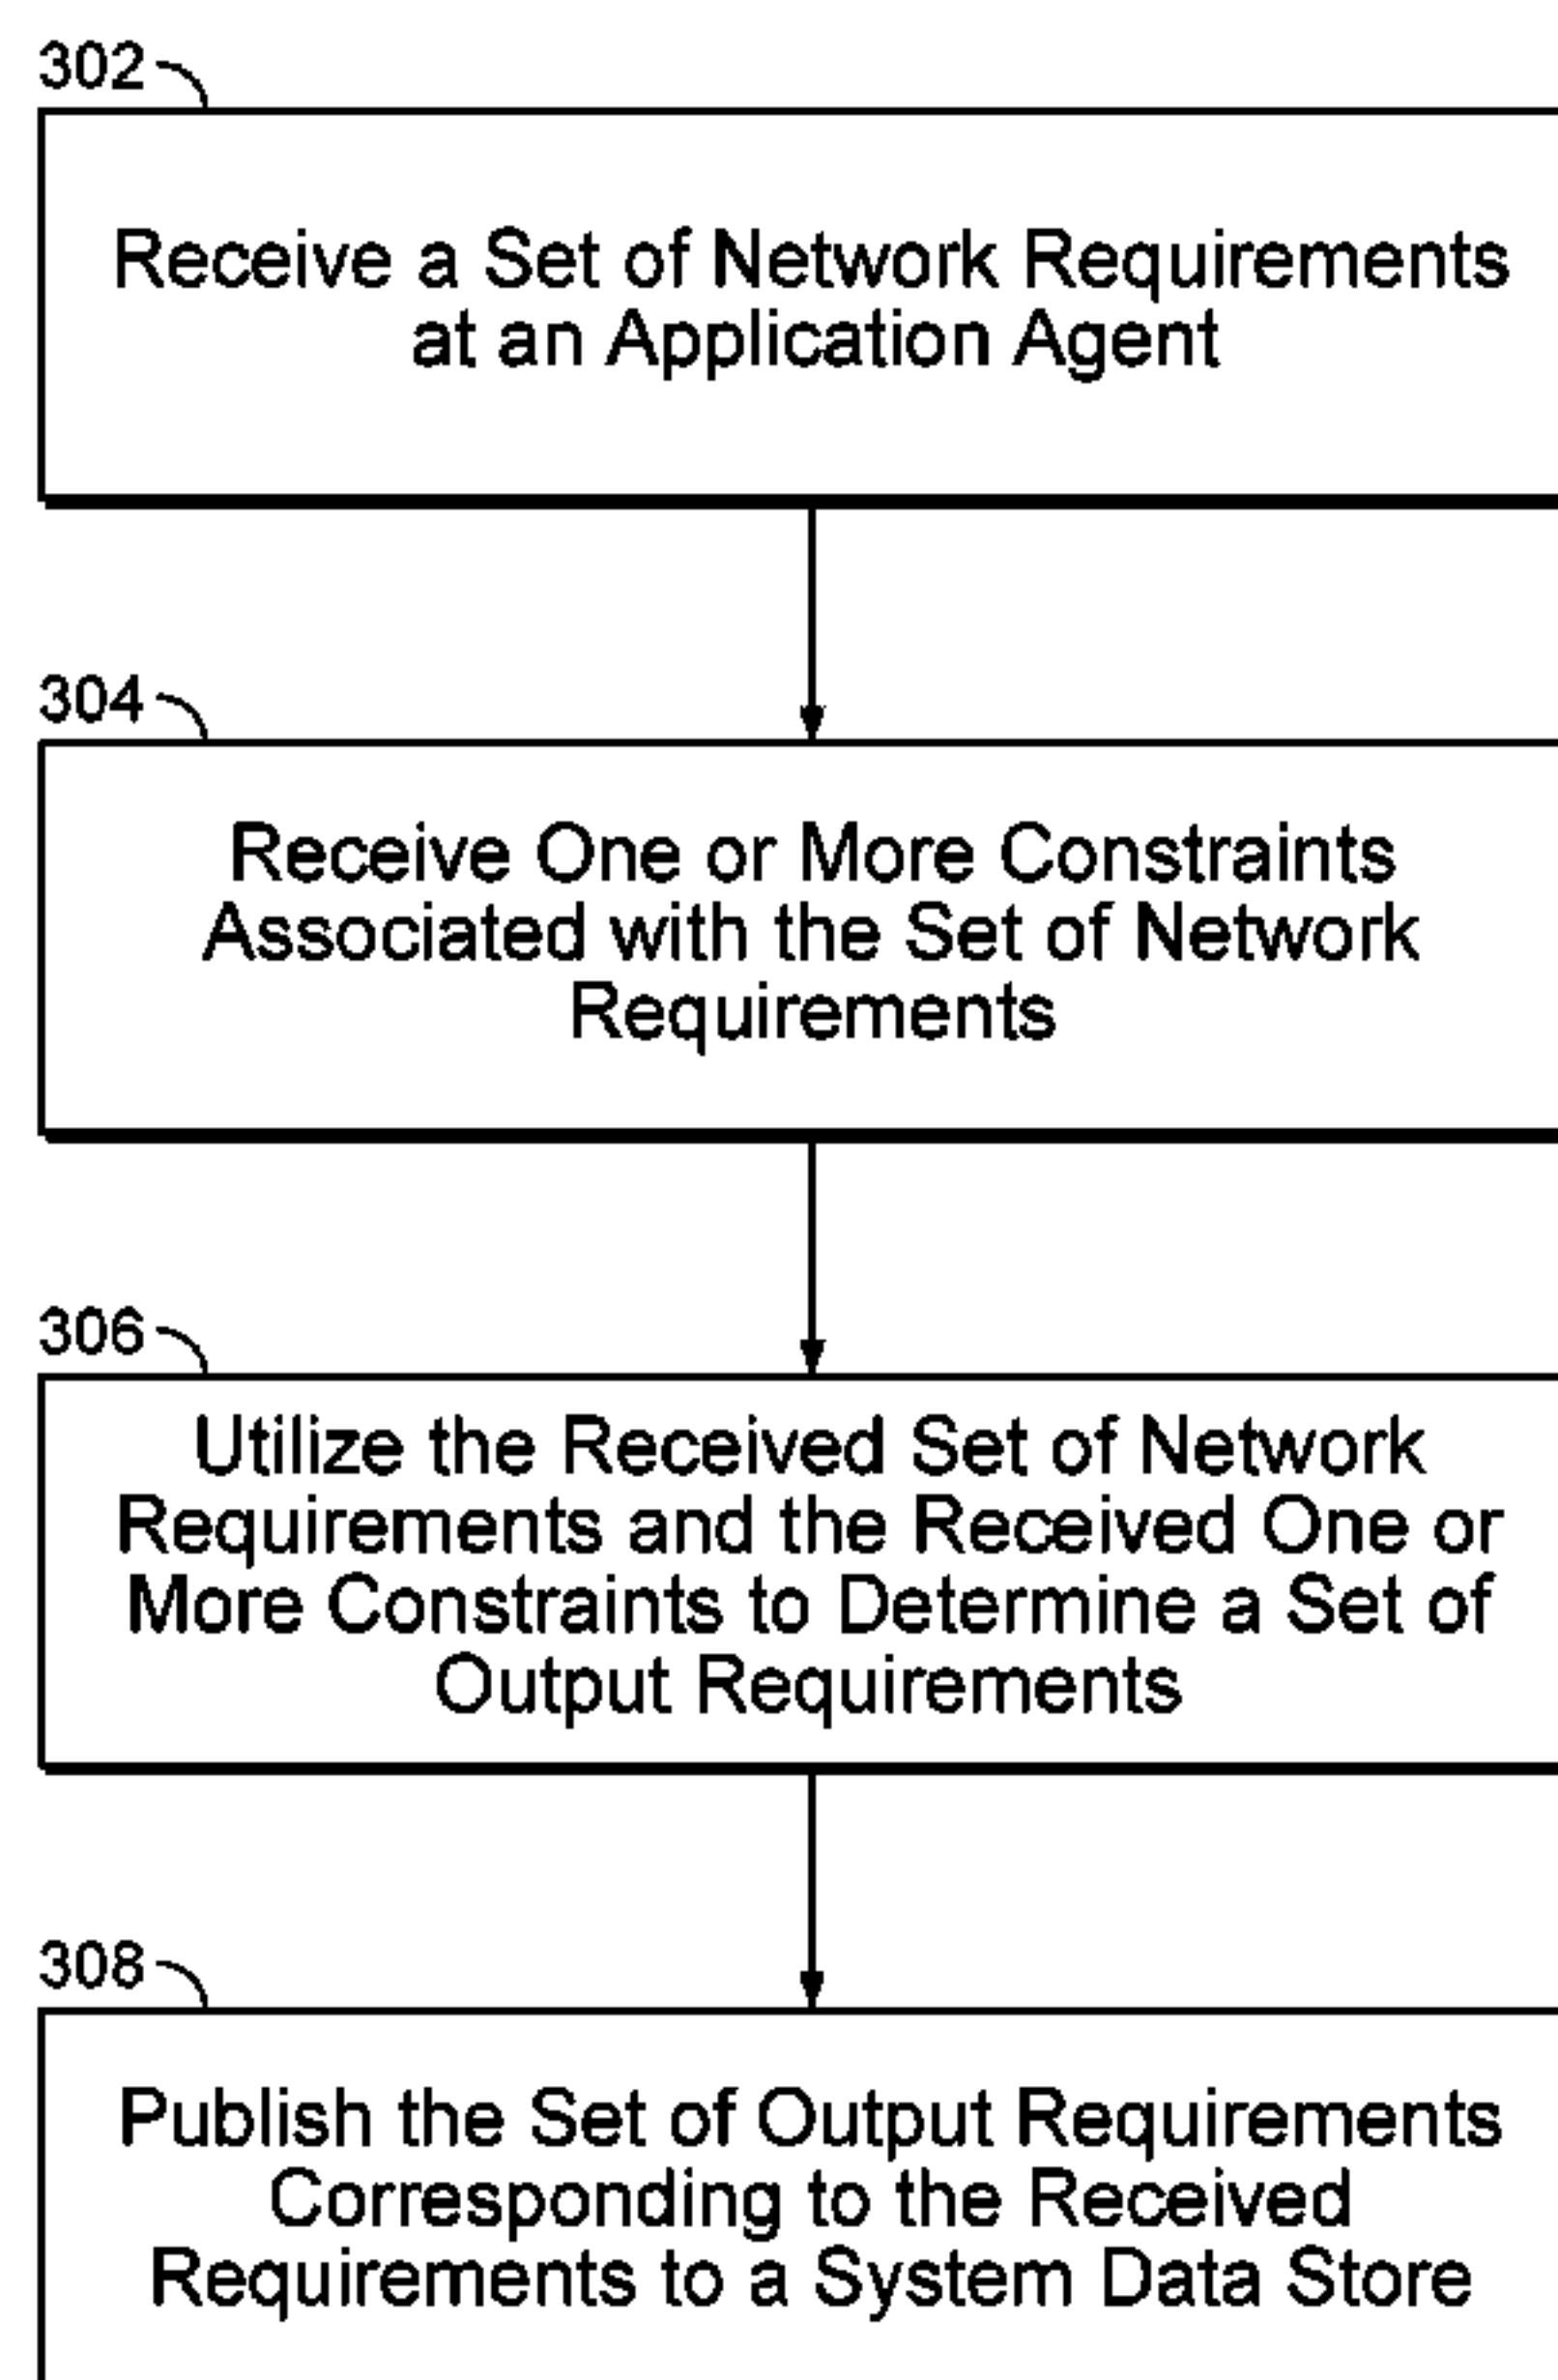 302
Receive a Set of Network Requirements
at an Application Agent
304
Receive One or More Constraints
Associated with the Set of Network
Requirements
306
Utilize the Received Set of Network
Requirements and the Received One or
More Constraints to Determine a Set of
Output Requirements
308
Publish the Set of Output Requirements
Corresponding to the Received
Requirements to a System Data Store